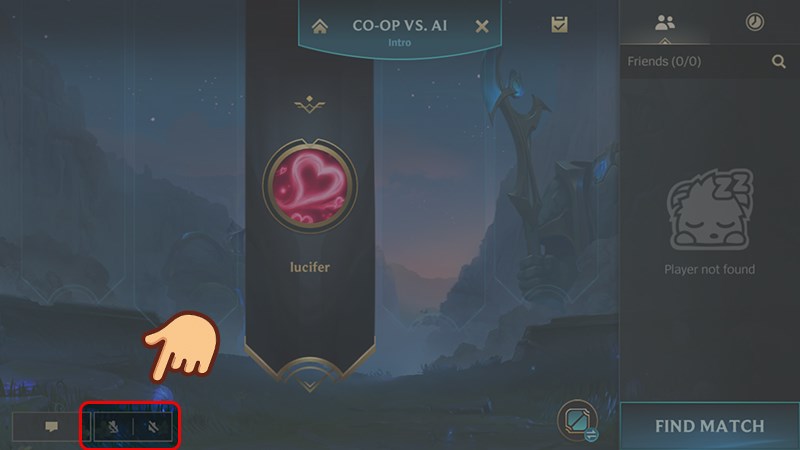 CO-OP VS. AI
Intro
Friends (0/0)
lucifer
Player not found
FIND MATCH